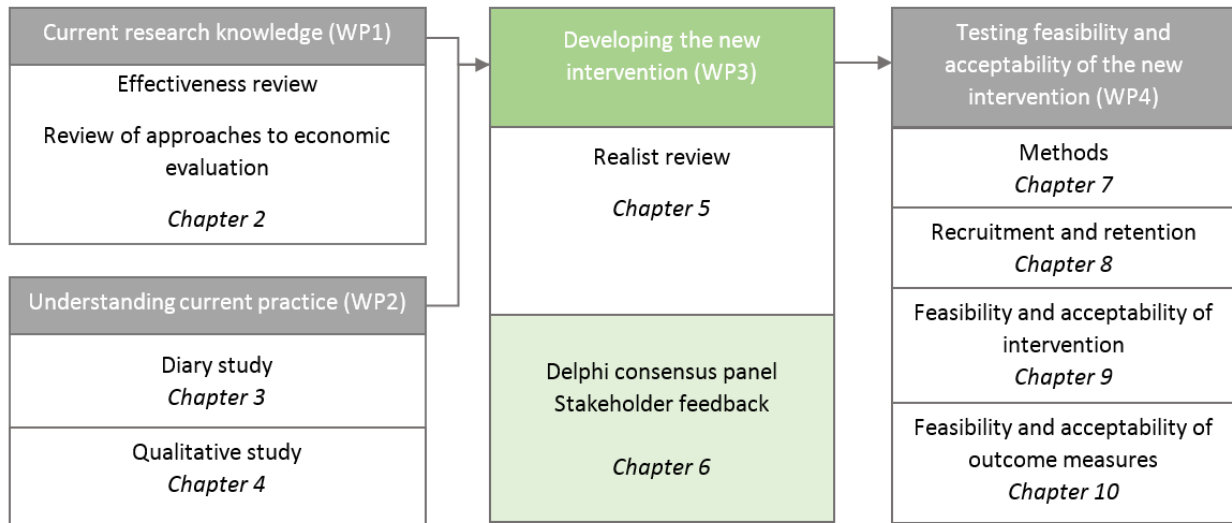 Current research knowledge (WP1)
Effectiveness review
Review of approaches to economic
evaluation
Chapter 2
Understanding current practice (WP2)
Diary study
Chapter 3
Qualitative study
Chapter 4
Developing the new
intervention (WP3)
Realist review
Chapter 5
Delphi consensus panel
Stakeholder feedback
Chapter 6
Testing feasibility and
acceptability of the new
intervention (WP4)
Methods
Chapter 7
Recruitment and retention
Chapter 8
Feasibility and acceptability of
intervention
Chapter 9
Feasibility and acceptability of
outcome measures
Chapter 10